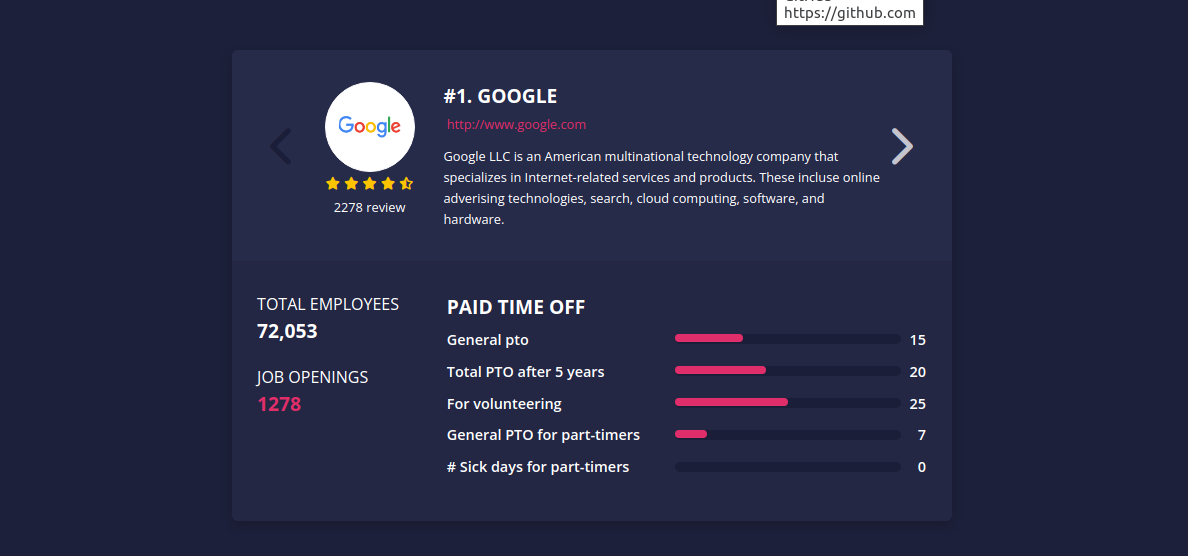 https://github.com
Google
#1. GOOGLE
http://www.google.com
Google LLC is an American multinational technology company that
specializes in Internet-related services and products. These incluse online
adverising technologies, search, cloud computing, software, and
hardware.
2278 review
TOTAL EMPLOYEES
72,053
JOB OPENINGS
1278
PAID TIME OFF
General pto 15
Total PTO after 5 years 20
For volunteering 25
General PTO for part-timers 7
# Sick days for part-timers 0